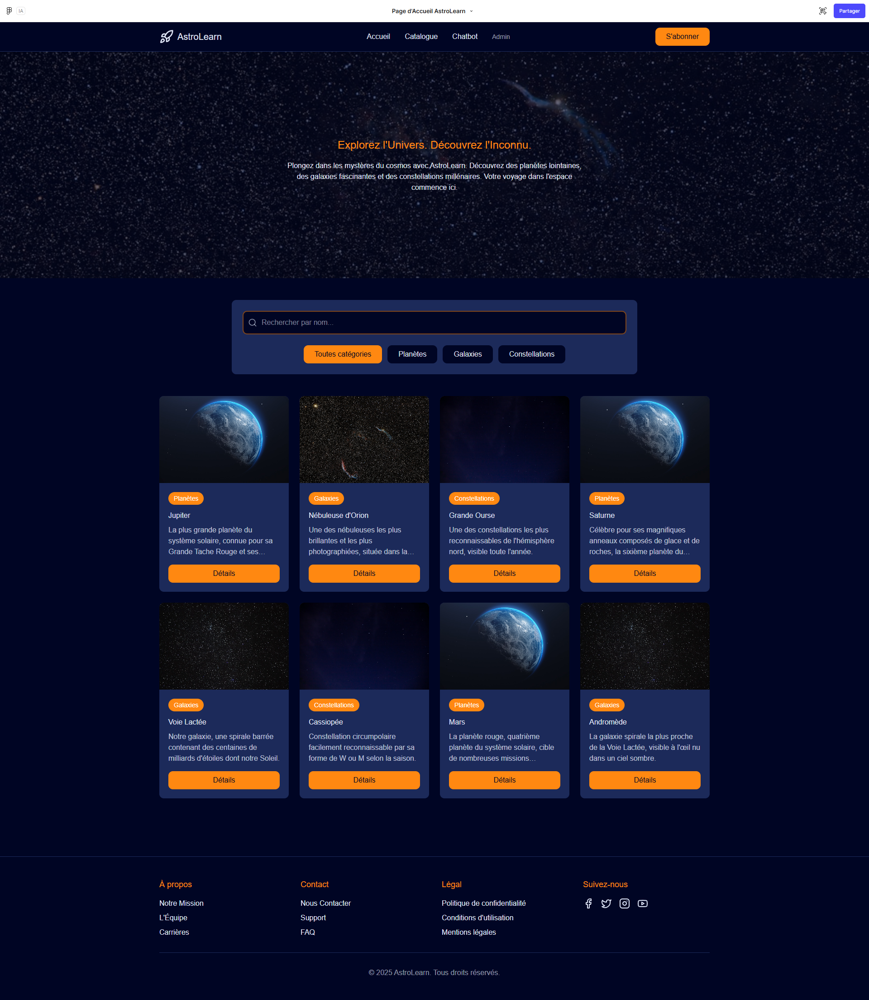 IA
Page d'Accueil AstroLearn
Partager
AstroLearn
Accueil
Catalogue
Chatbot
Admin
S'abonner
Explorez l'Univers. Découvrez l'Inconnu.
Plongez dans les mystères du cosmos avec AstroLearn. Découvrez des planètes lointaines,
des galaxies fascinantes et des constellations millénaires. Votre voyage dans l'espace
commence ici.
Rechercher par nom...
Toutes catégories
Planètes
Galaxies
Constellations
Planètes
Jupiter
La plus grande planète du
système solaire, connue pour sa
Grande Tache Rouge et ses…
Détails
Galaxies
Nébuleuse d'Orion
Une des nébuleuses les plus
brillantes et les plus
photographiées, située dans la…
Détails
Constellations
Grande Ourse
Une des constellations les plus
reconnaissables de l'hémisphère
nord, visible toute l'année.
Détails
Planètes
Saturne
Célèbre pour ses magnifiques
anneaux composés de glace et de
roches, la sixième planète du…
Détails
Galaxies
Voie Lactée
Notre galaxie, une spirale barrée
contenant des centaines de
milliards d'étoiles dont notre Soleil.
Détails
Constellations
Cassiopée
Constellation circumpolaire
facilement reconnaissable par sa
forme de W ou M selon la saison.
Détails
Planètes
Mars
La planète rouge, quatrième
planète du système solaire, cible
de nombreuses missions…
Détails
Galaxies
Andromède
La galaxie spirale la plus proche
de la Voie Lactée, visible à l'œil nu
dans un ciel sombre.
Détails
À propos
Notre Mission
L'Équipe
Carrières
Contact
Nous Contacter
Support
FAQ
Légal
Politique de confidentialité
Conditions d'utilisation
Mentions légales
Suivez-nous
© 2025 AstroLearn. Tous droits réservés.